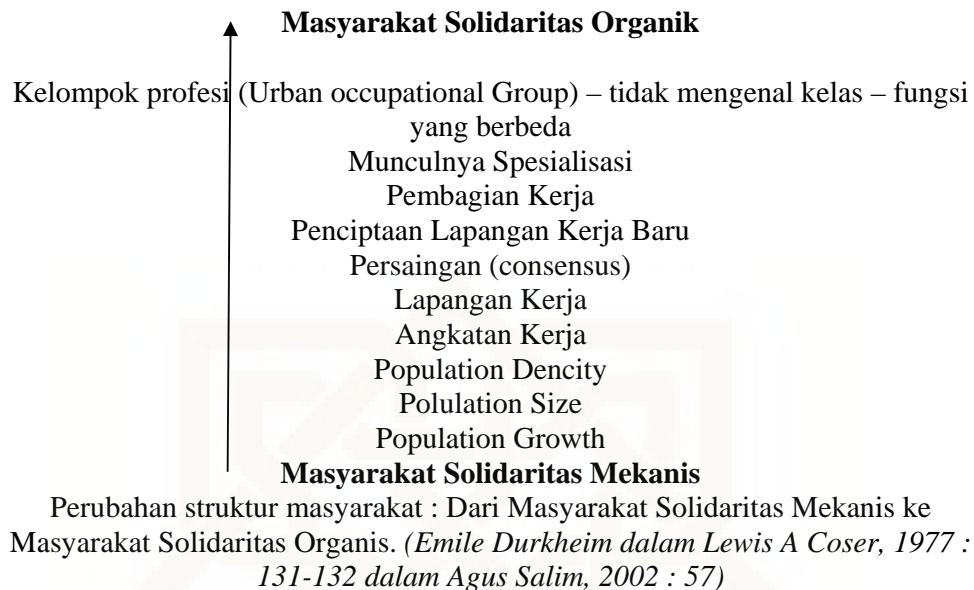 Masyarakat Solidaritas Organik
Kelompok profesi (Urban occupational Group) – tidak mengenal kelas – fungsi
yang berbeda
Munculnya Spesialisasi
Pembagian Kerja
Penciptaan Lapangan Kerja Baru
Persaingan (consensus)
Lapangan Kerja
Angkatan Kerja
Population Dencity
Polulation Size
Population Growth
Masyarakat Solidaritas Mekanis
Perubahan struktur masyarakat : Dari Masyarakat Solidaritas Mekanis ke
Masyarakat Solidaritas Organis. (Emile Durkheim dalam Lewis A Coser, 1977 :
131-132 dalam Agus Salim, 2002 : 57)